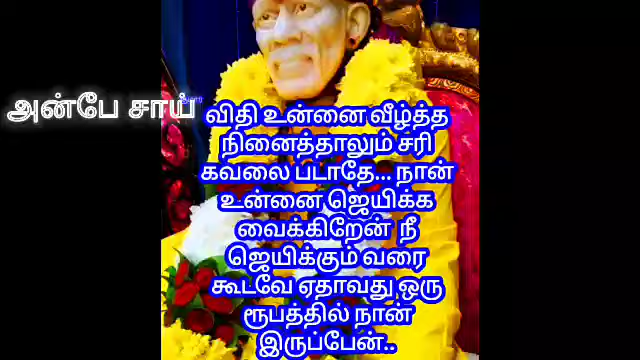 அன்பே சாய்
விதி உன்னை வீழ்த்த
நினைத்தாலும் சரி
கவலை படாதே... நான்
உன்னை ஜெயிக்க
வைக்கிறேன் நீ
ஜெயிக்கும் வரை
கூடவே ஏதாவது ஒரு
ரூபத்தில் நான்
இருப்பேன்..